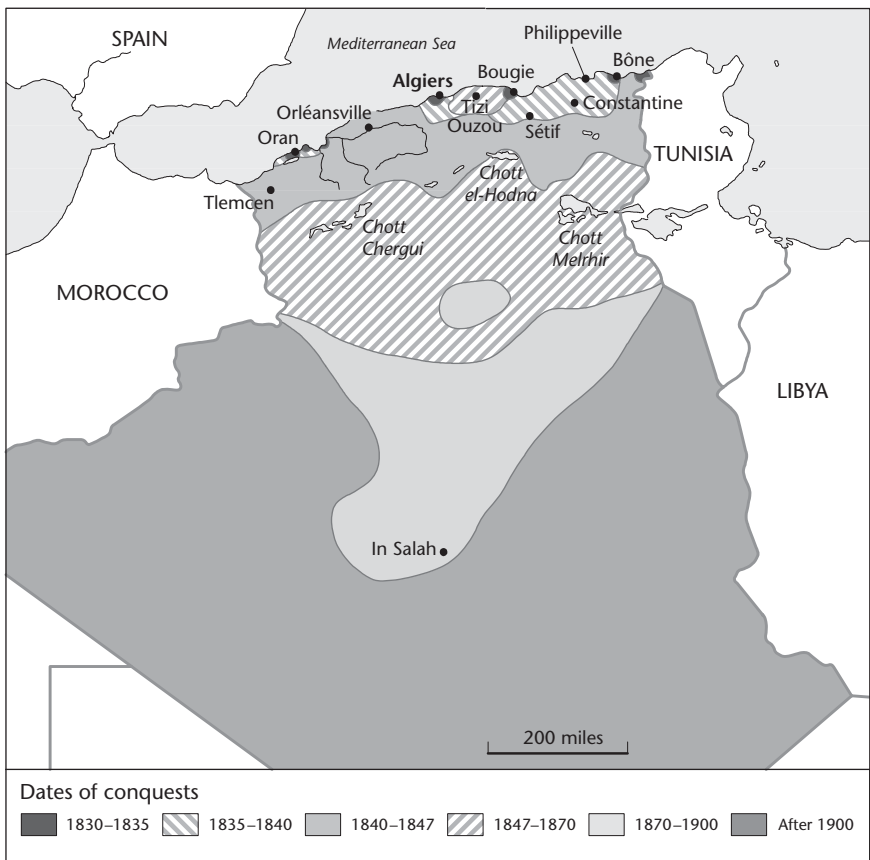 SPAIN
Mediterranean Sea
Philippeville
Bône
Algiers
Bougie
Orléansville
Tizi
Ouzou
Constantine
Oran
Sétif
TUNISIA
Tlemcen
Chott
el-Hodna
Chott
Chergui
Chott
Melrhir
MOROCCO
LIBYA
In Salah
200 miles
Dates of conquests
1830–1835
1835–1840
1840–1847
1847–1870
1870–1900
After 1900